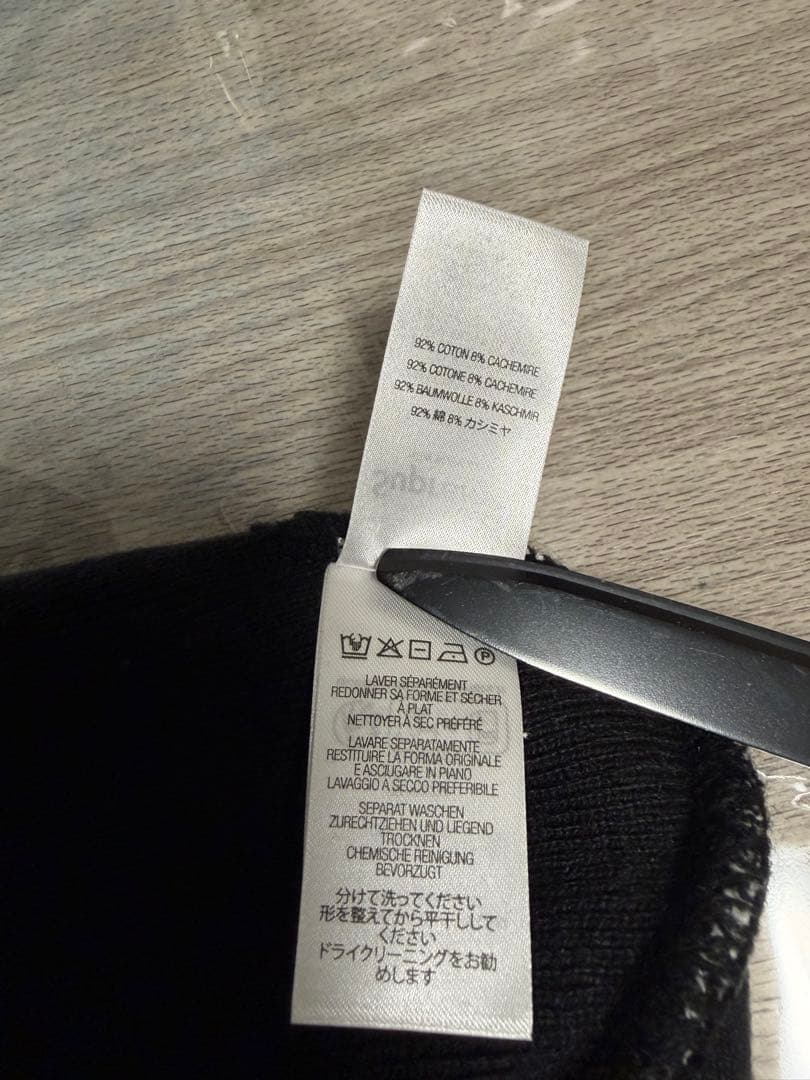 92% COTON 8% CACHEMIRE
92% COTONE 8% CACHEMIRE
92% BAUMWOLLE 8% KASCHMIR
92% 綿 8% カシミヤ
P
LAVER SÉPARÉMENT
REDONNER SA FORME ET SÉCHER
À PLAT
NETTOYER À SEC PRÉFÉRÉ
LAVARE SEPARATAMENTE
RESTITUIRE LA FORMA ORIGINALE
E ASCIUGARE IN PIANO
LAVAGGIO A SECCO PREFERIBILE
SEPARAT WASCHEN
ZURECHTZIEHEN UND LIEGEND
TROCKNEN
CHEMISCHE REINIGUNG
BEVORZUGT
分けて洗ってください
形を整えてから平干しして
ください
ドライクリーニングをお勧
めします